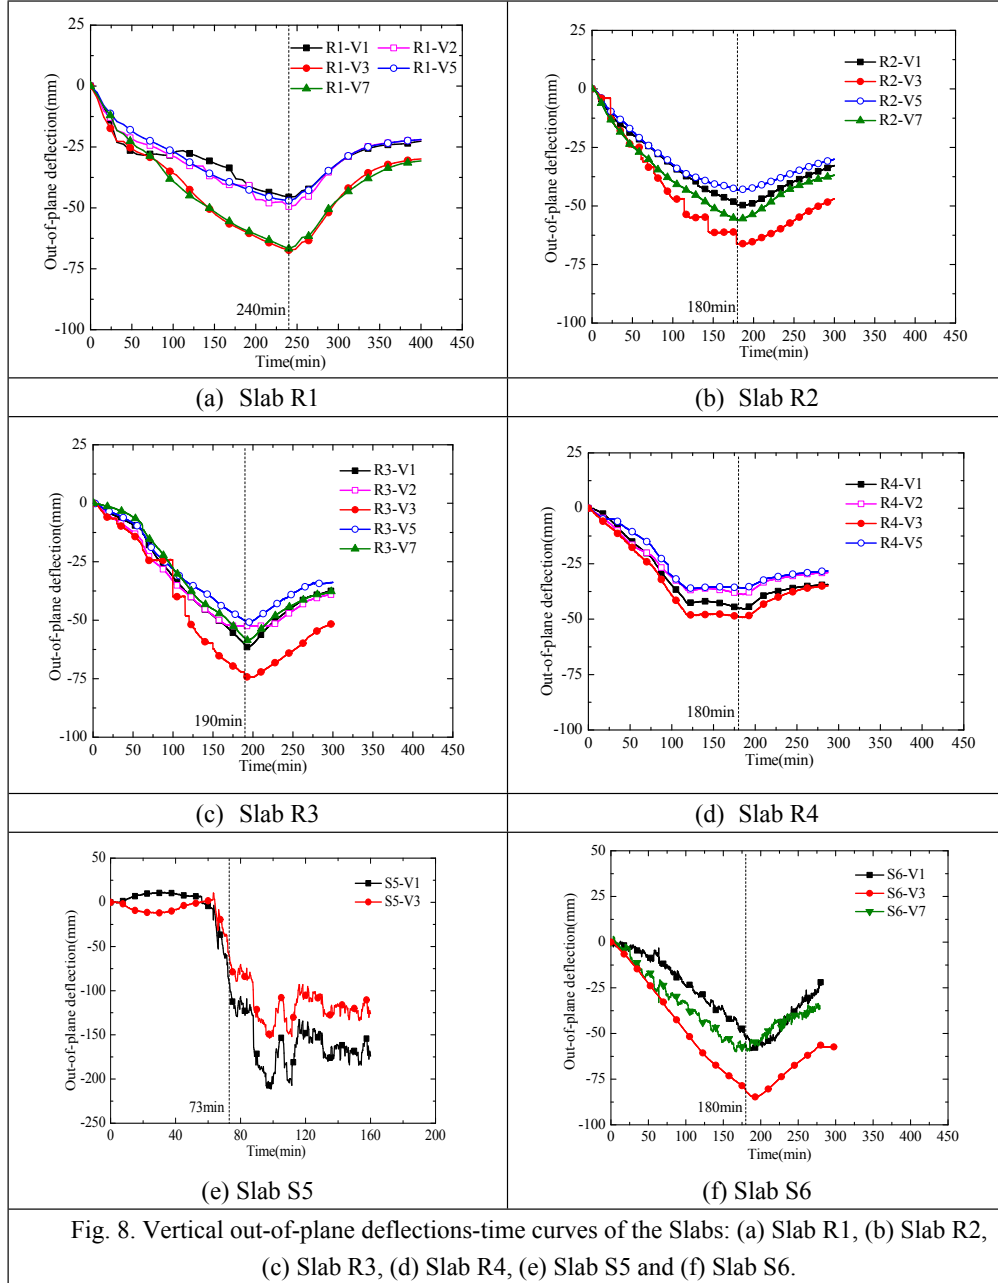 25
0
-25
-50
-75
-100
Out-of-plane deflection(mm)
R1-V1
R1-V2
R1-V3
R1-V5
R1-V7
240min
0 50 100 150 200 250 300 350 400 450
Time(min)
(a) Slab R1
25
0
-25
-50
-75
-100
Out-of-plane deflection(mm)
R2-V1
R2-V3
R2-V5
R2-V7
180min
0 50 100 150 200 250 300 350 400 450
Time(min)
(b) Slab R2
25
0
-25
-50
-75
-100
Out-of-plane deflection(mm)
R3-V1
R3-V2
R3-V3
R3-V5
R3-V7
190min
0 50 100 150 200 250 300 350 400 450
Time(min)
(c) Slab R3
25
0
-25
-50
-75
-100
Out-of-plane deflection(mm)
R4-V1
R4-V2
R4-V3
R4-V5
180min
0 50 100 150 200 250 300 350 400 450
Time(min)
(d) Slab R4
50
0
-50
-100
-150
-200
-250
Out-of-plane deflection(mm)
S5-V1
S5-V3
73min
0 40 80 120 160 200
Time(min)
(e) Slab S5
50
25
0
-25
-50
-75
-100
Out-of-plane deflection(mm)
S6-V1
S6-V3
S6-V7
180min
0 50 100 150 200 250 300 350 400 450
Time(min)
(f) Slab S6
Fig. 8. Vertical out-of-plane deflections-time curves of the Slabs: (a) Slab R1, (b) Slab R2,
(c) Slab R3, (d) Slab R4, (e) Slab S5 and (f) Slab S6.